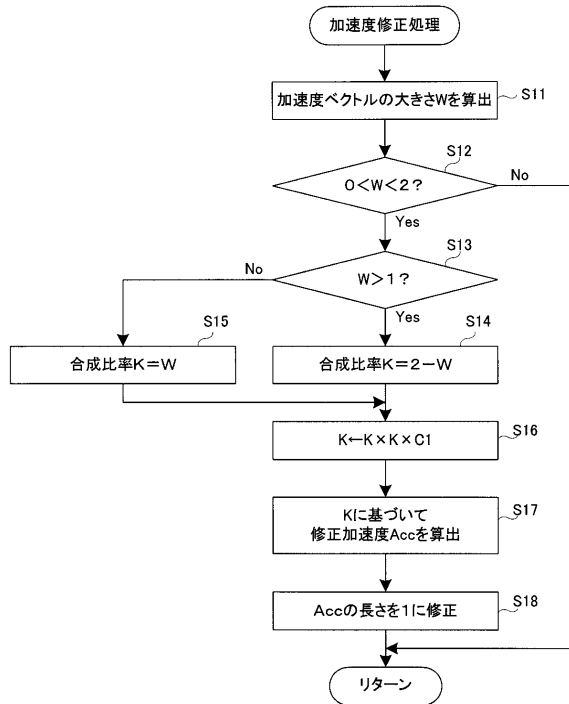 加速度修正処理
加速度ベクトルの大きさWを算出
S11
S12
0<W<2?
No
Yes
S13
W>1?
No
Yes
S15
合成比率K=W
S14
合成比率K=2-W
K←K×K×C1
S16
Kに基づいて
修正加速度Accを算出
S17
Accの長さを1に修正
S18
リターン